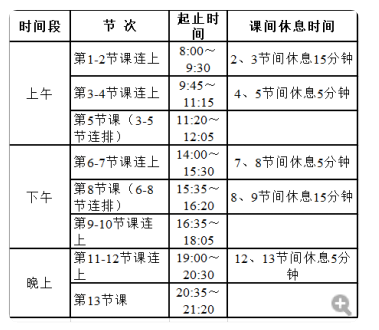 时间段 节 次 起止时间 课间休息时间
上午 第1-2节课连上 8:00～9:30 2、3节间休息15分钟
第3-4节课连上 9:45～11:15 4、5节间休息5分钟
第5节课（3-5节连排） 11:20～12:05
下午 第6-7节课连上 14:00～15:30 7、8节间休息5分钟
第8节课（6-8节连排） 15:35～16:20 8、9节间休息15分钟
第9-10节课连上 16:35～18:05
晚上 第11-12节课连上 19:00～20:30 12、13节间休息5分钟
第13节课 20:35～21:20